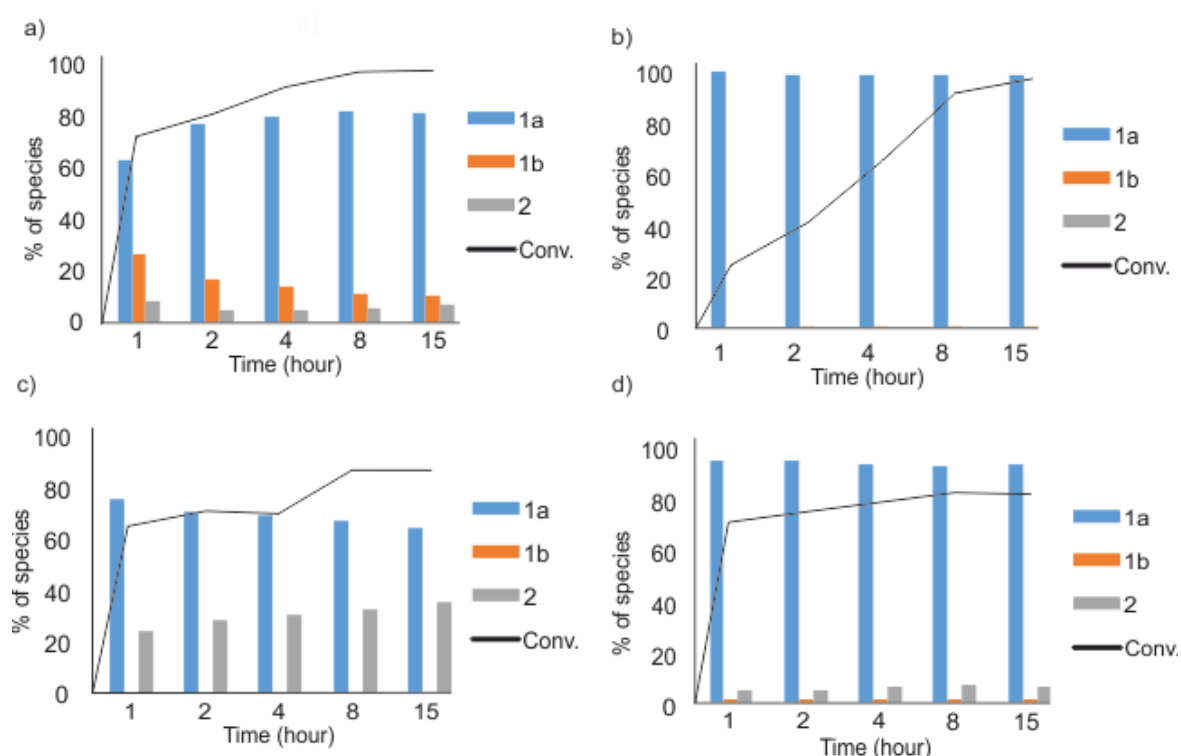 a)
100
80
60
40
20
0
% of species
1 2 4 8 15
Time (hour)
1a
1b
2
Conv.
b)
100
80
60
40
20
0
% of species
1 2 4 8 15
Time (hour)
1a
1b
2
Conv.
c)
100
80
60
40
20
0
% of species
1 2 4 8 15
Time (hour)
1a
1b
2
Conv.
d)
100
80
60
40
20
0
% of species
1 2 4 8 15
Time (hour)
1a
1b
2
Conv.